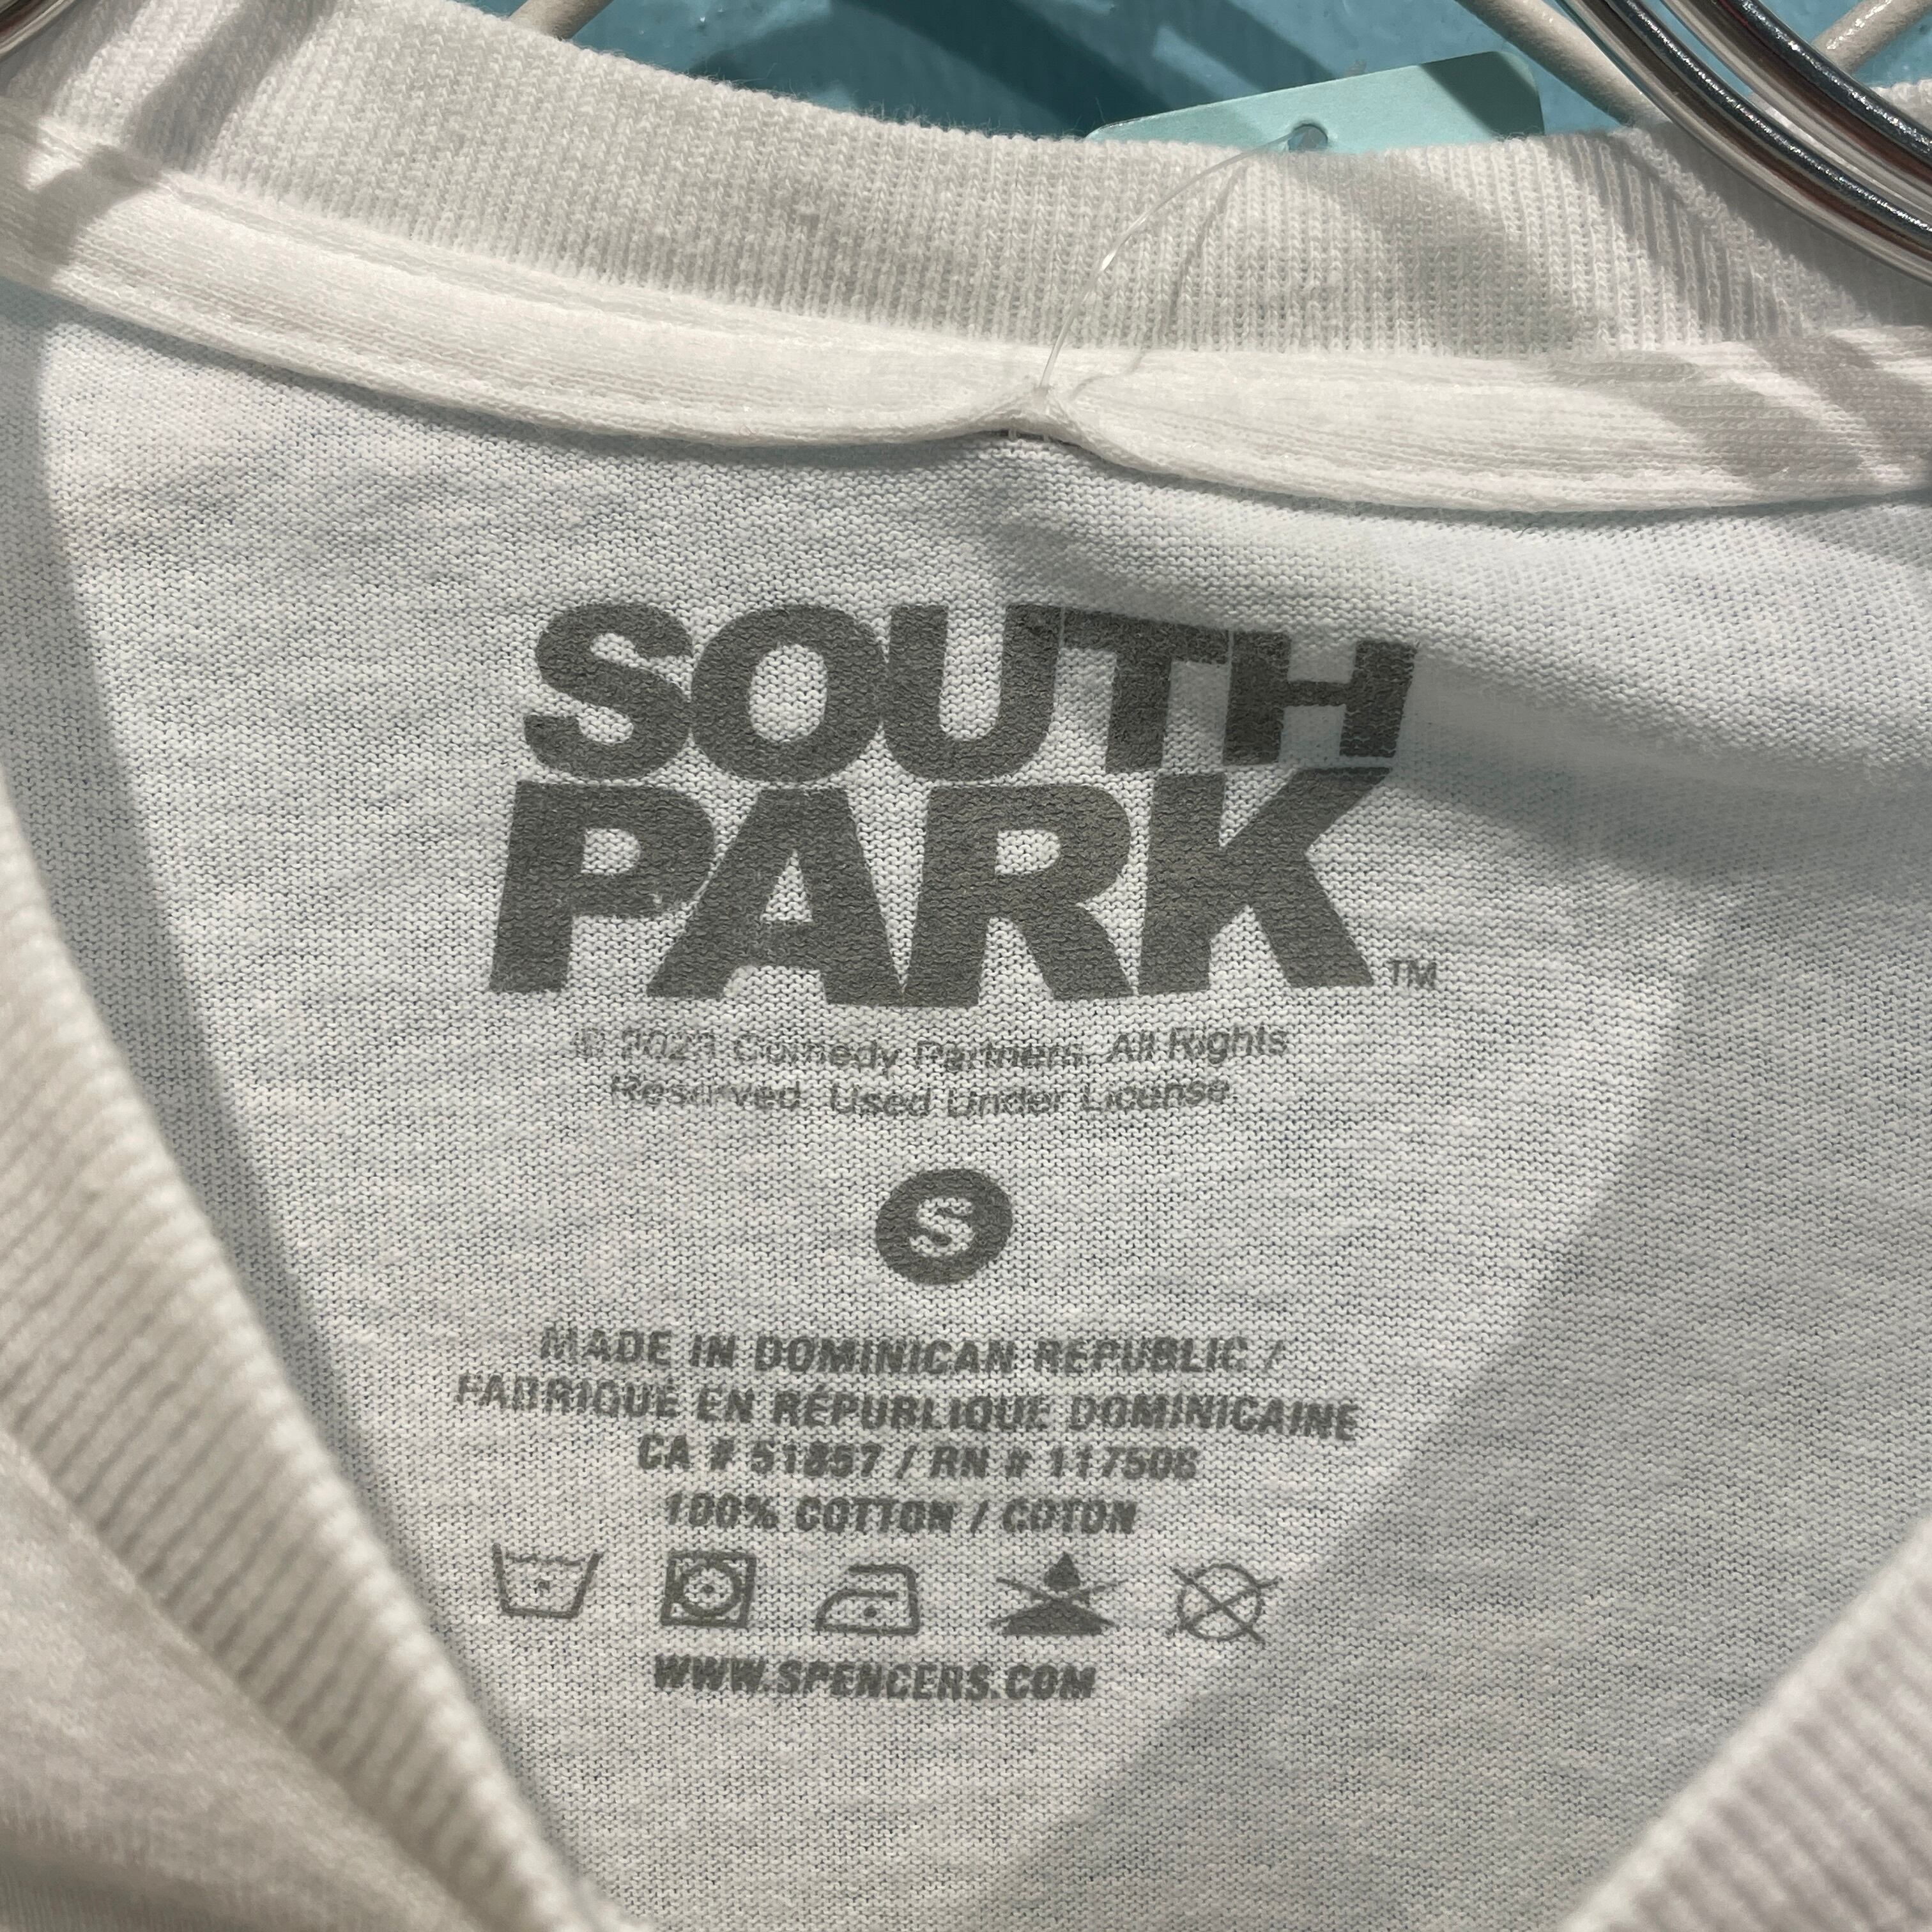 SOUTH
PARK™
© 2023 Comedy Partners. All Rights
Reserved. Used Under License.
S
MADE IN DOMINICAN REPUBLIC /
FABRIQUÉ EN RÉPUBLIQUE DOMINICAINE
CA # 51857 / RN # 117506
100% COTTON / COTON
WWW.SPENCERS.COM